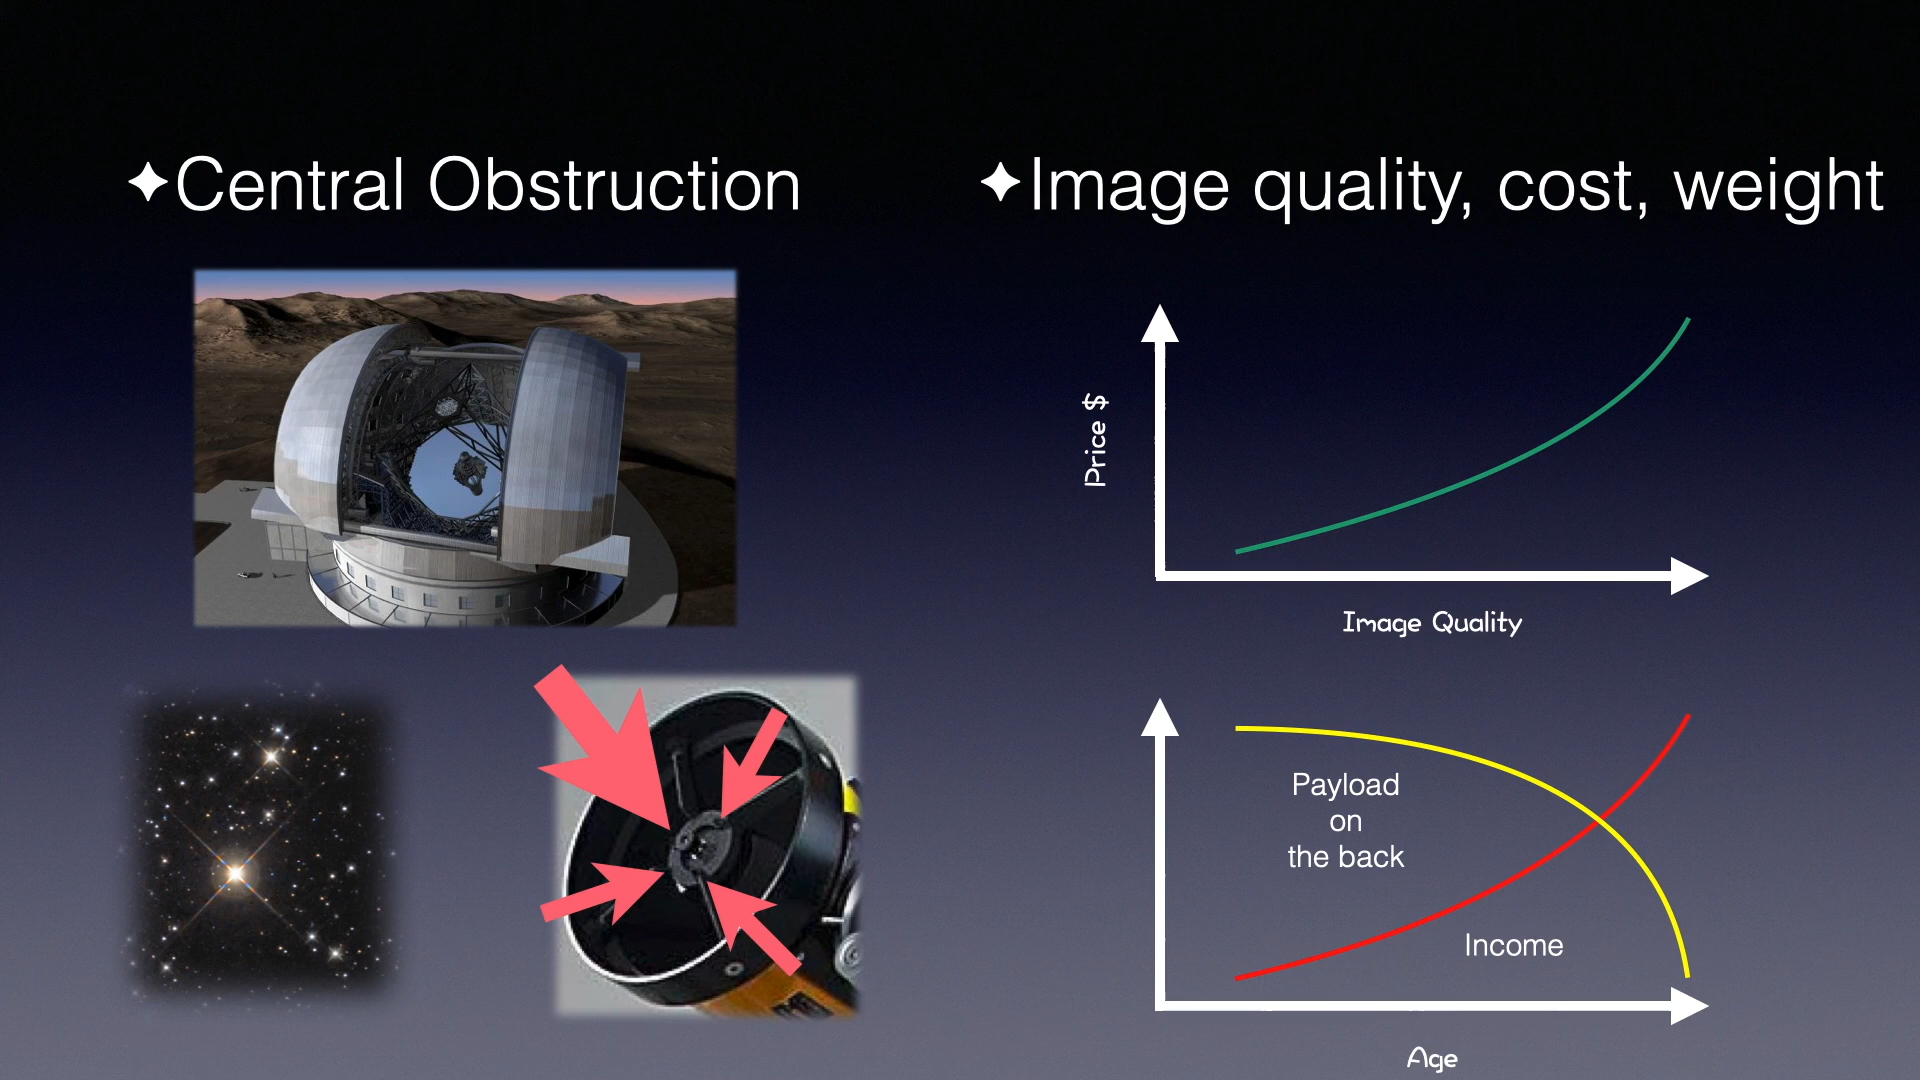 Central Obstruction
Image quality, cost, weight
Price $
Image Quality
Payload
on
the back
Income
Age